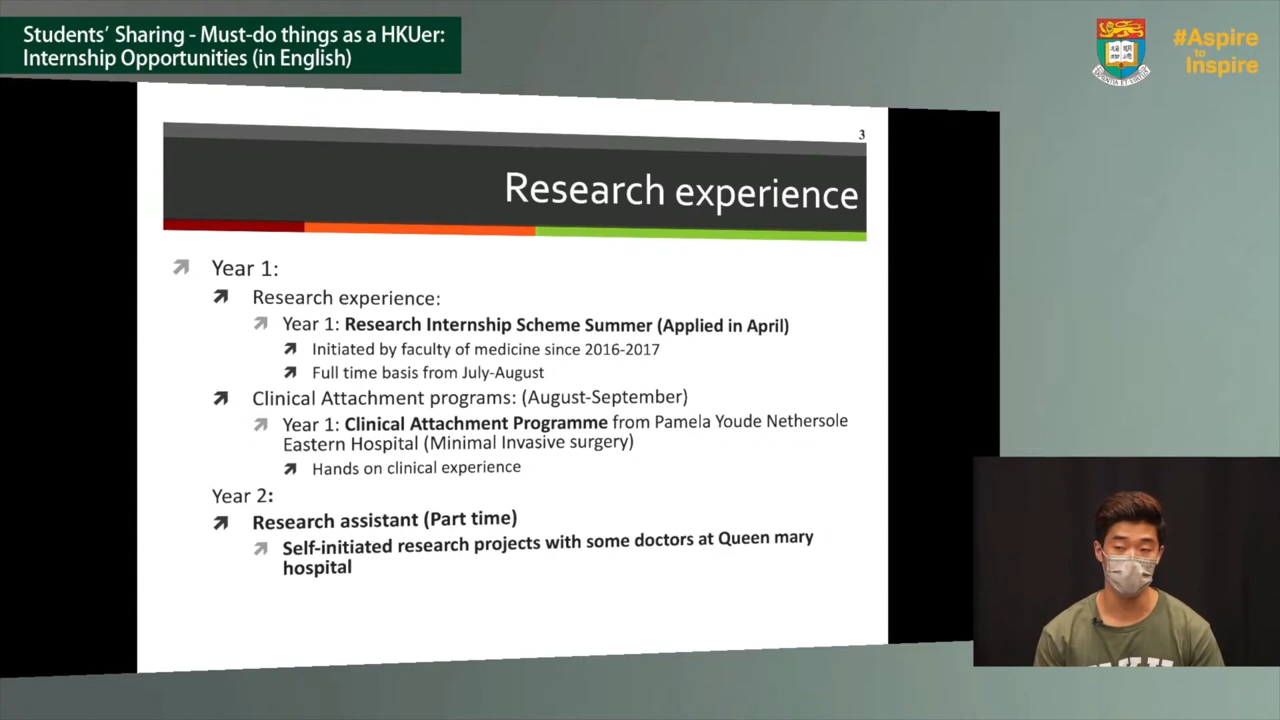 Students' Sharing - Must-do things as a HKUer:
Internship Opportunities (in English)
#Aspire
to
Inspire
3
Research experience
Year 1:
Research experience:
Year 1: Research Internship Scheme Summer (Applied in April)
Initiated by faculty of medicine since 2016-2017
Full time basis from July-August
Clinical Attachment programs: (August-September)
Year 1: Clinical Attachment Programme from Pamela Youde Nethersole
Eastern Hospital (Minimal Invasive surgery)
Hands on clinical experience
Year 2:
Research assistant (Part time)
Self-initiated research projects with some doctors at Queen mary
hospital